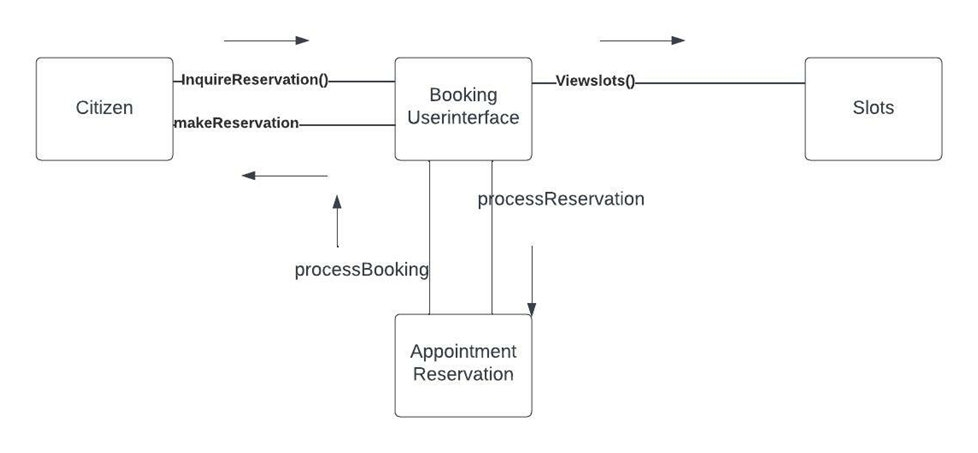 InquireReservation()
Viewslots()
Citizen
Booking
Userinterface
Slots
makeReservation
processReservation
processBooking
Appointment
Reservation